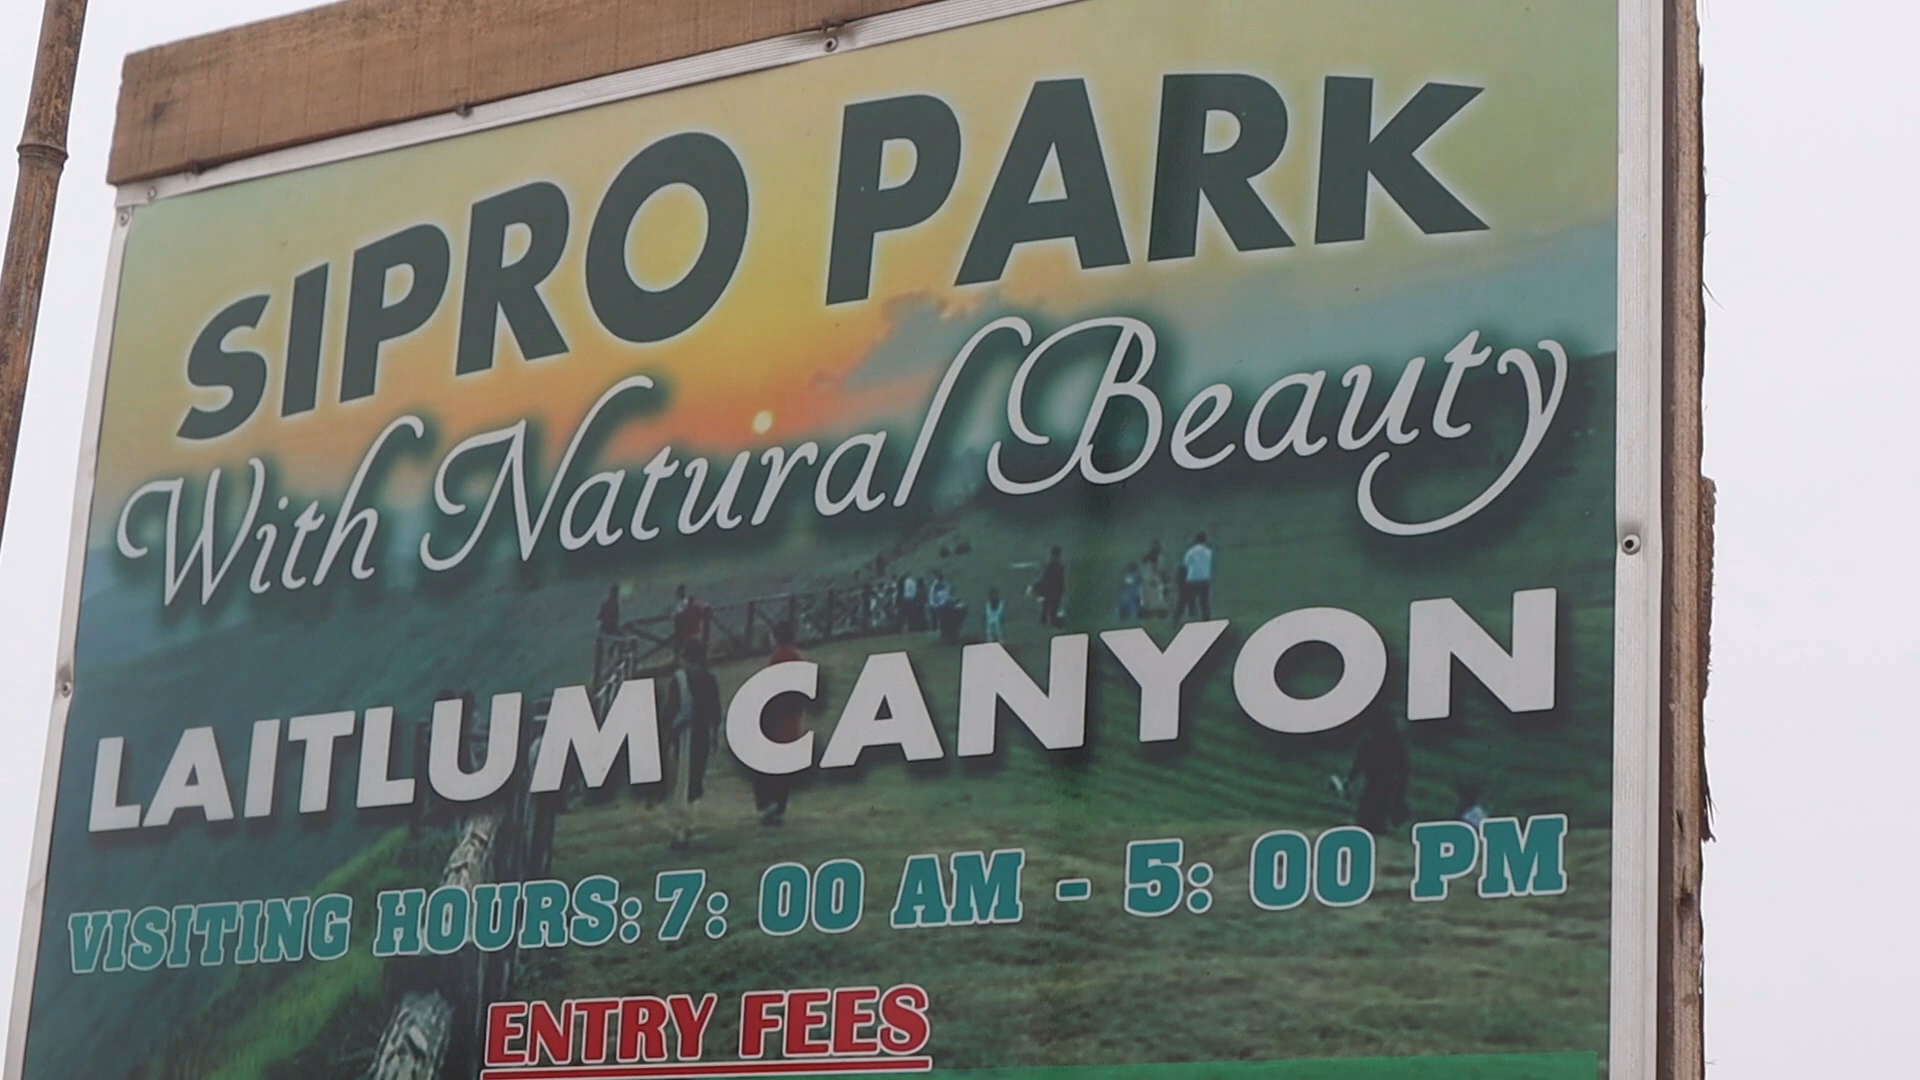 SIPRO PARK
With Natural Beauty
LAITLUM CANYON
VISITING HOURS: 7: 00 AM - 5: 00 PM
ENTRY FEES